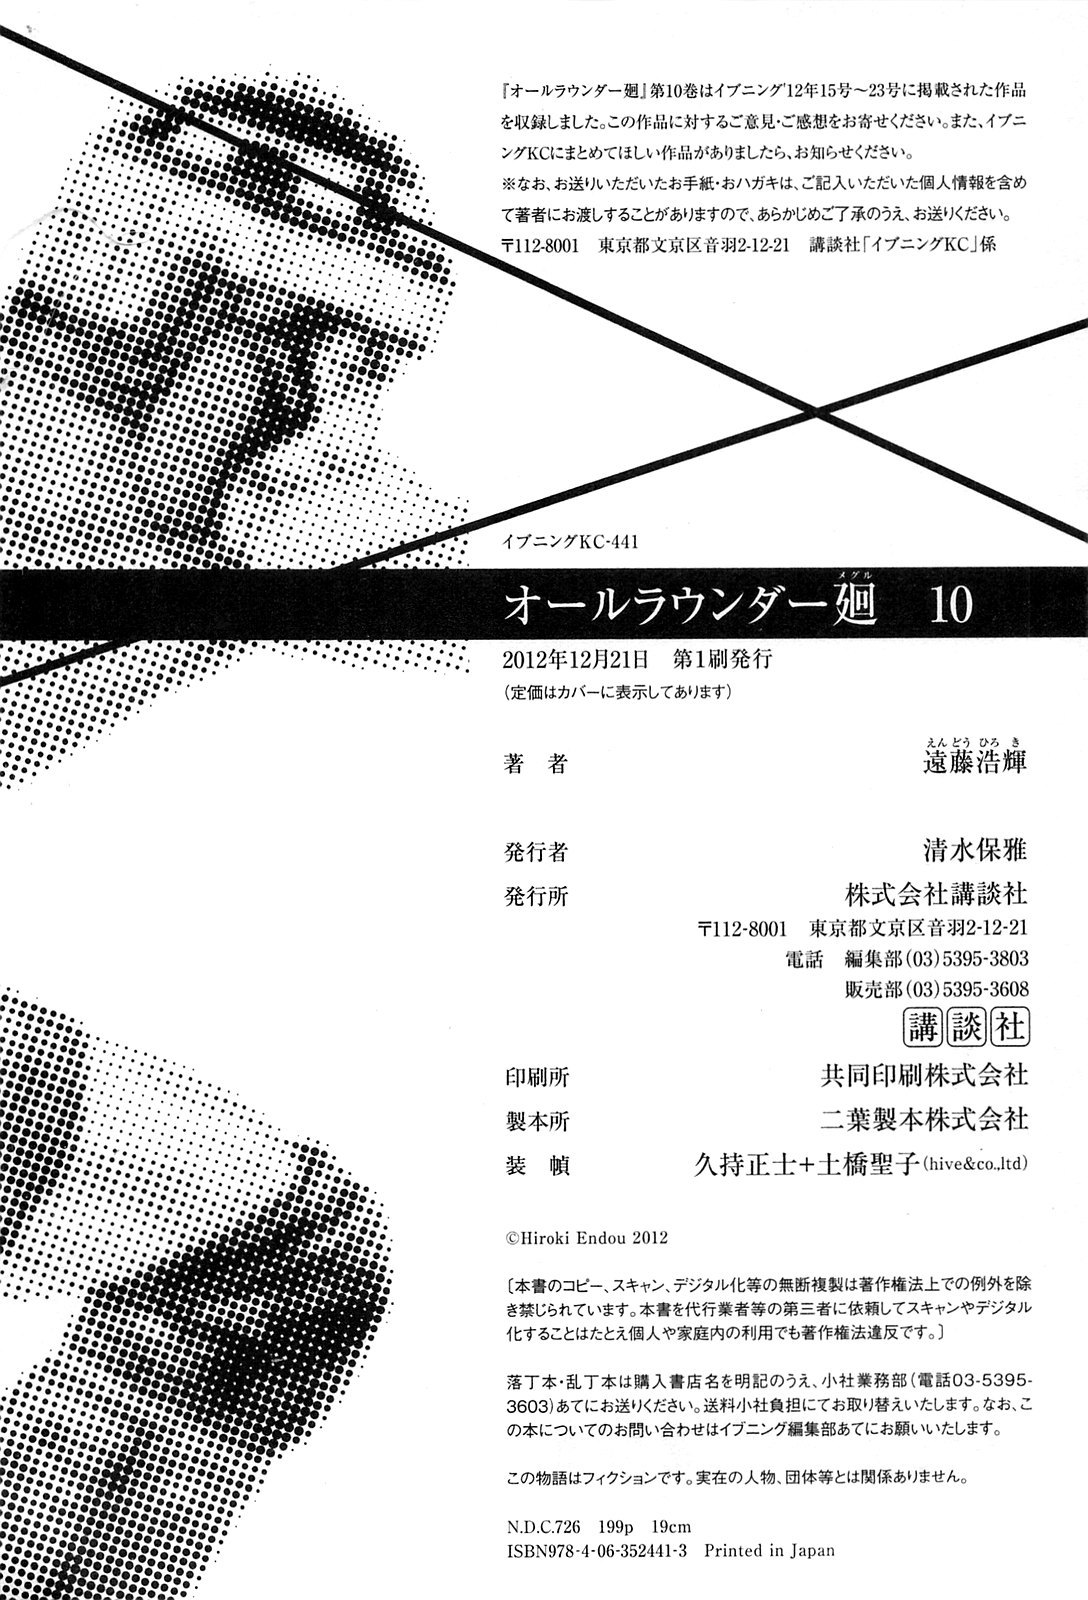 『オールラウンダー廻』第10巻はイブニング'12年15号〜23号に掲載された作品
を収録しました。この作品に対するご意見・ご感想をお寄せください。また、イブニ
ングKCにまとめてほしい作品がありましたら、お知らせください。
※なお、お送りいただいたお手紙・おハガキは、ご記入いただいた個人情報を含め
て著者にお渡しすることがありますので、あらかじめご了承のうえ、お送りください。
〒112-8001　東京都文京区音羽2-12-21　講談社「イブニングKC」係
イブニングKC-441
メグル
オールラウンダー廻　10
2012年12月21日　第1刷発行
（定価はカバーに表示してあります）
えんどう ひろ き
著　者　遠藤浩輝
発行者　清水保雅
発行所　株式会社講談社
〒112-8001　東京都文京区音羽2-12-21
電話　編集部(03)5395-3803
販売部(03)5395-3608
講談社
印刷所　共同印刷株式会社
製本所　二葉製本株式会社
装　幀　久持正士＋土橋聖子(hive&co.,ltd)
©Hiroki Endou 2012
〔本書のコピー、スキャン、デジタル化等の無断複製は著作権法上での例外を除
き禁じられています。本書を代行業者等の第三者に依頼してスキャンやデジタル
化することはたとえ個人や家庭内の利用でも著作権法違反です。〕
落丁本・乱丁本は購入書店名を明記のうえ、小社業務部（電話03-5395-
3603）あてにお送りください。送料小社負担にてお取り替えいたします。なお、こ
の本についてのお問い合わせはイブニング編集部あてにお願いいたします。
この物語はフィクションです。実在の人物、団体等とは関係ありません。
N.D.C.726　199p　19cm
ISBN978-4-06-352441-3　Printed in Japan